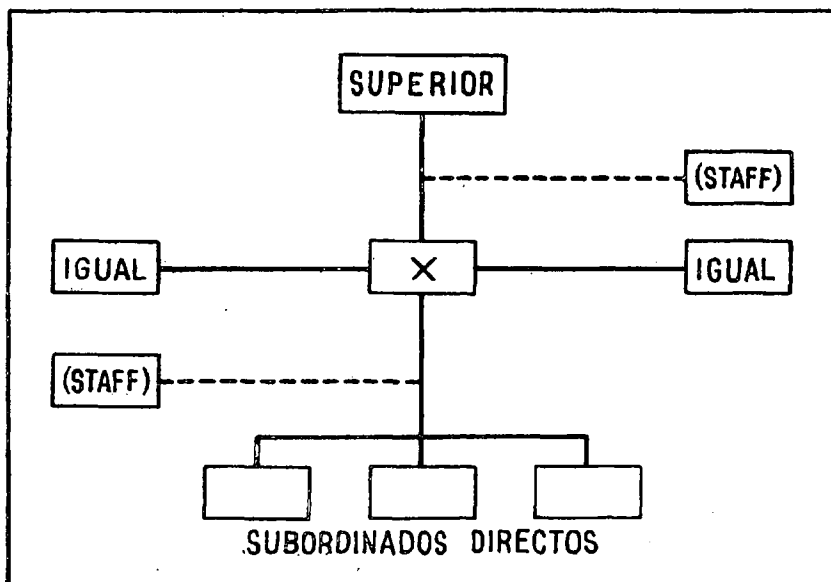 SUPERIOR
(STAFF)
IGUAL
X
IGUAL
(STAFF)
SUBORDINADOS DIRECTOS